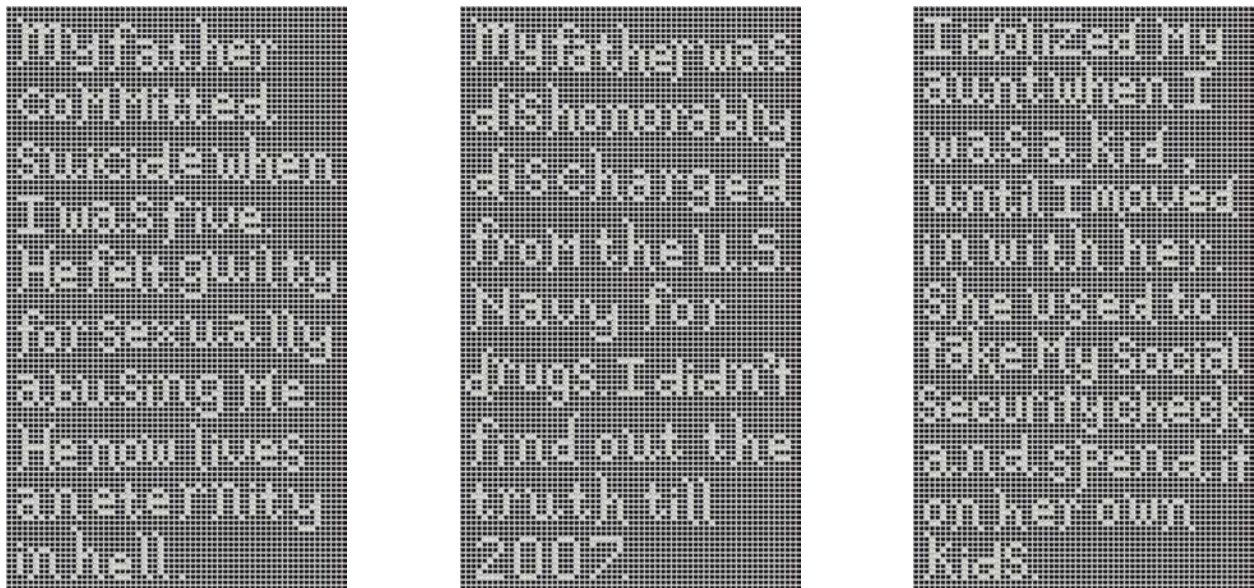 My father
coMMitted
suicide when
I was five.
He felt guilty
for sexually
abusing Me.
He now lives
an eternity
in hell.
My father was
dishonorably
discharged
froM the U.S.
Navy for
drugs. I didn't
find out the
truth till
2007.
I idolized My
aunt when I
was a kid,
until I moved
in with her.
She used to
take My Social
Security check
and spend it
on her own
kids.